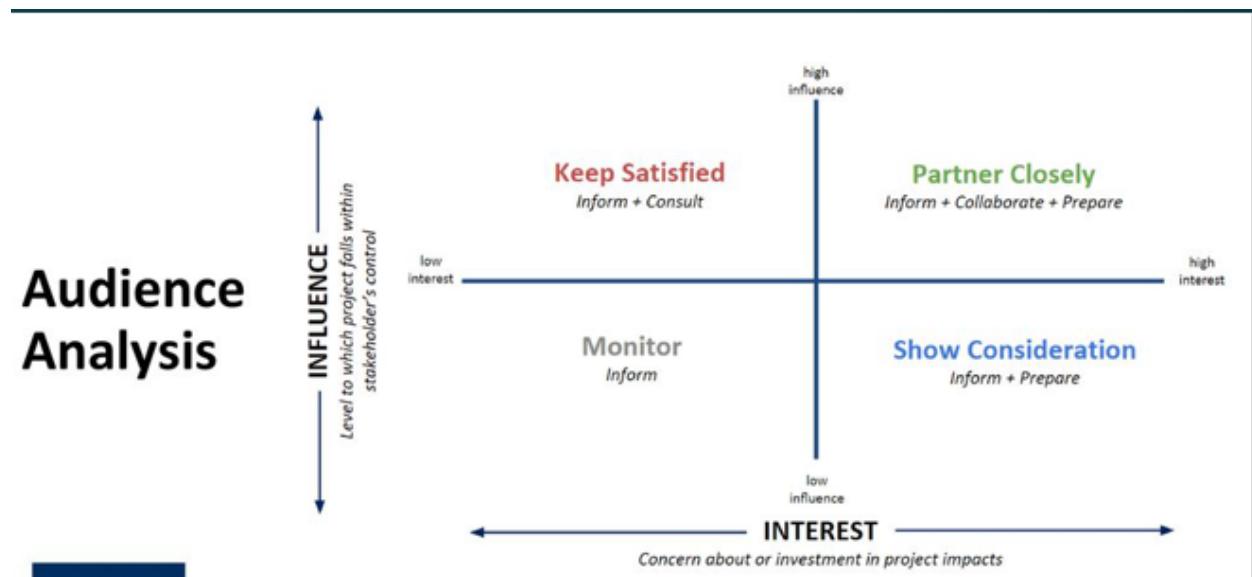 Audience
Analysis
INFLUENCE
Level to which project falls within
stakeholder's control
high
influence
Keep Satisfied
Inform + Consult
Partner Closely
Inform + Collaborate + Prepare
low
interest
high
interest
Monitor
Inform
Show Consideration
Inform + Prepare
low
influence
INTEREST
Concern about or investment in project impacts